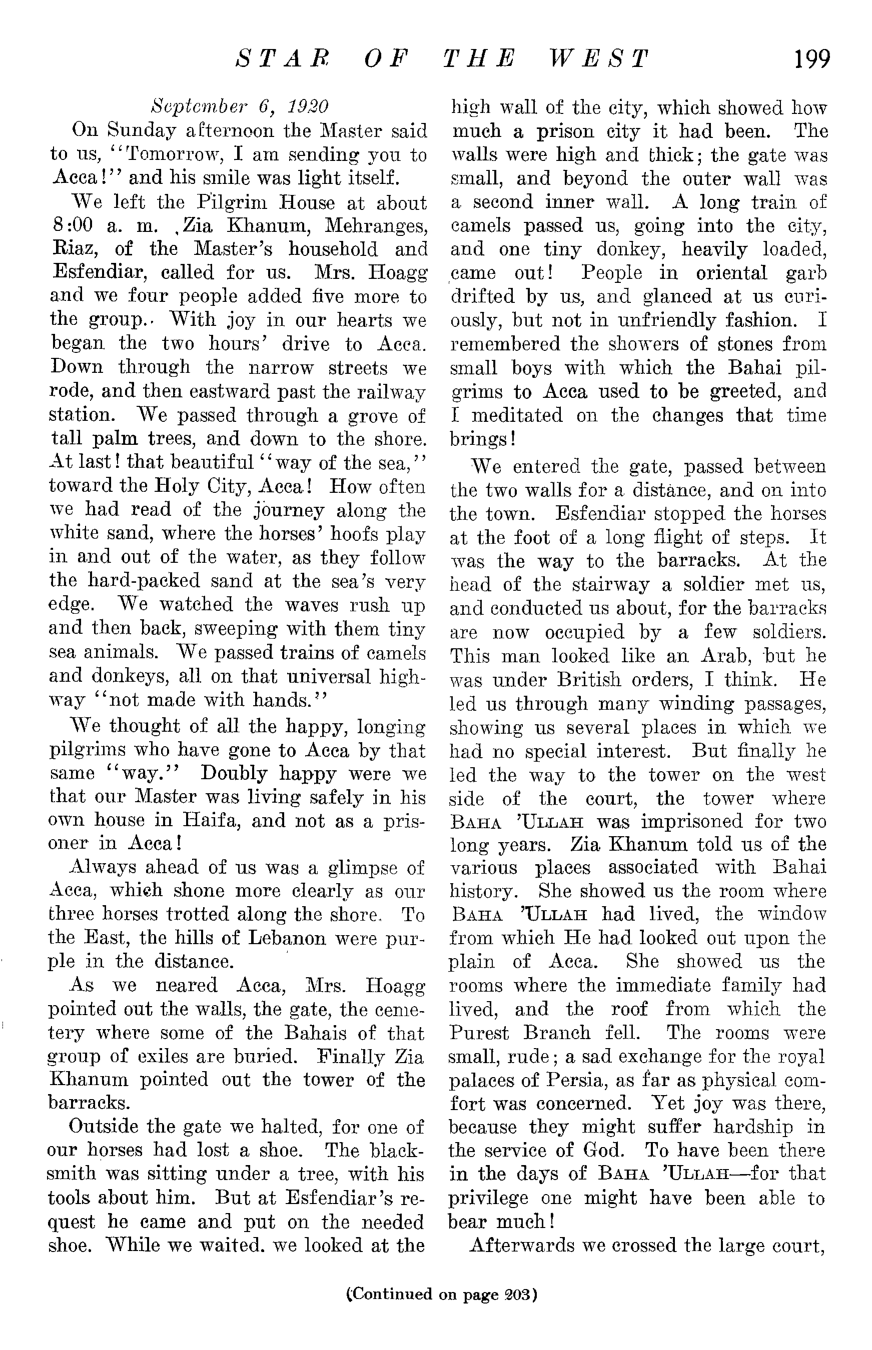 STAR OF THE WEST 199
September 6, 1920
On Sunday afternoon the Master said
to us, "Tomorrow, I am sending you to
Acca!" and his smile was light itself.
We left the Pilgrim House at about
8:00 a. m. Zia Khanum, Mehranges,
Riaz, of the Master's household and
Esfendiar, called for us. Mrs. Hoagg
and we four people added five more to
the group. With joy in our hearts we
began the two hours' drive to Acca.
Down through the narrow streets we
rode, and then eastward past the railway
station. We passed through a grove of
tall palm trees, and down to the shore.
At last! that beautiful "way of the sea,"
toward the Holy City, Acca! How often
we had read of the journey along the
white sand, where the horses' hoofs play
in and out of the water, as they follow
the hard-packed sand at the sea's very
edge. We watched the waves rush up
and then back, sweeping with them tiny
sea animals. We passed trains of camels
and donkeys, all on that universal high-
way "not made with hands."
We thought of all the happy, longing
pilgrims who have gone to Acca by that
same "way." Doubly happy were we
that our Master was living safely in his
own house in Haifa, and not as a pris-
oner in Acca!
Always ahead of us was a glimpse of
Acca, which shone more clearly as our
three horses trotted along the shore. To
the East, the hills of Lebanon were pur-
ple in the distance.
As we neared Acca, Mrs. Hoagg
pointed out the walls, the gate, the ceme-
tery where some of the Bahais of that
group of exiles are buried. Finally Zia
Khanum pointed out the tower of the
barracks.
Outside the gate we halted, for one of
our horses had lost a shoe. The black-
smith was sitting under a tree, with his
tools about him. But at Esfendiar's re-
quest he came and put on the needed
shoe. While we waited. we looked at the
high wall of the city, which showed how
much a prison city it had been. The
walls were high and thick; the gate was
small, and beyond the outer wall was
a second inner wall. A long train of
camels passed us, going into the city,
and one tiny donkey, heavily loaded,
came out! People in oriental garb
drifted by us, and glanced at us curi-
ously, but not in unfriendly fashion. I
remembered the showers of stones from
small boys with which the Bahai pil-
grims to Acca used to be greeted, and
I meditated on the changes that time
brings!
We entered the gate, passed between
the two walls for a distance, and on into
the town. Esfendiar stopped the horses
at the foot of a long flight of steps. It
was the way to the barracks. At the
head of the stairway a soldier met us,
and conducted us about, for the barracks
are now occupied by a few soldiers.
This man looked like an Arab, but he
was under British orders, I think. He
led us through many winding passages,
showing us several places in which we
had no special interest. But finally he
led the way to the tower on the west
side of the court, the tower where
BAHA 'ULLAH was imprisoned for two
long years. Zia Khanum told us of the
various places associated with Bahai
history. She showed us the room where
BAHA 'ULLAH had lived, the window
from which He had looked out upon the
plain of Acca. She showed us the
rooms where the immediate family had
lived, and the roof from which the
Purest Branch fell. The rooms were
small, rude; a sad exchange for the royal
palaces of Persia, as far as physical com-
fort was concerned. Yet joy was there,
because they might suffer hardship in
the service of God. To have been there
in the days of BAHA 'ULLAH—for that
privilege one might have been able to
bear much!
Afterwards we crossed the large court,
(Continued on page 203)